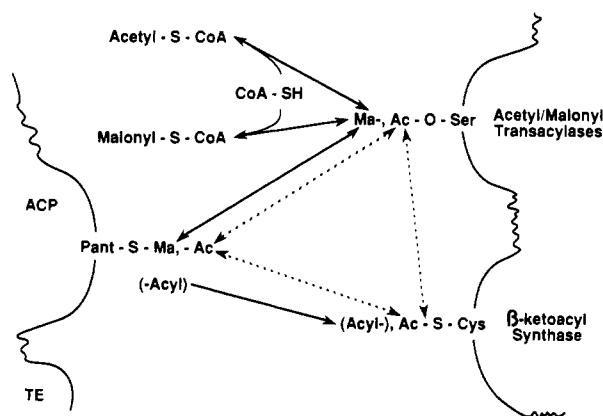 Acetyl - S - CoA
CoA - SH
Malonyl - S - CoA
Ma-, Ac - O - Ser
Acetyl/Malonyl
Transacylases
ACP
Pant - S - Ma, - Ac
(-Acyl)
(Acyl-), Ac - S - Cys
β-ketoacyl
Synthase
TE